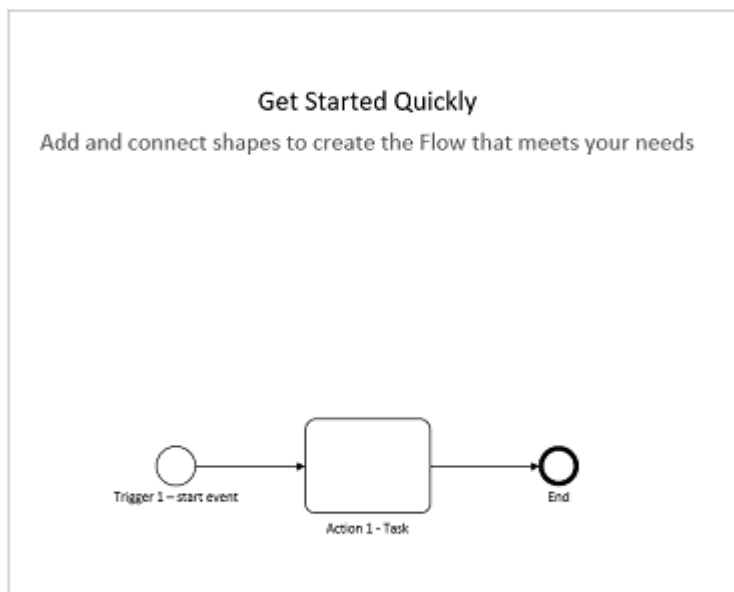 Get Started Quickly
Add and connect shapes to create the Flow that meets your needs
Trigger 1 – start event
End
Action 1 - Task